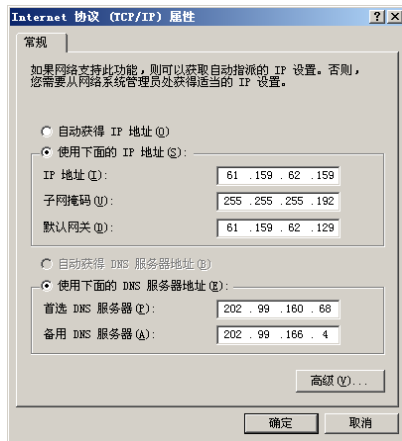 Internet 协议 (TCP/IP) 属性
常规
如果网络支持此功能，则可以获取自动指派的 IP 设置。否则，
您需要从网络系统管理员处获得适当的 IP 设置。
自动获得 IP 地址(O)
使用下面的 IP 地址(S):
IP 地址(I): 61 .159 .62 .159
子网掩码(U): 255 .255 .255 .192
默认网关(D): 61 .159 .62 .129
自动获得 DNS 服务器地址(B)
使用下面的 DNS 服务器地址(E):
首选 DNS 服务器(P): 202 .99 .160 .68
备用 DNS 服务器(A): 202 .99 .166 .4
高级(V)...
确定 取消